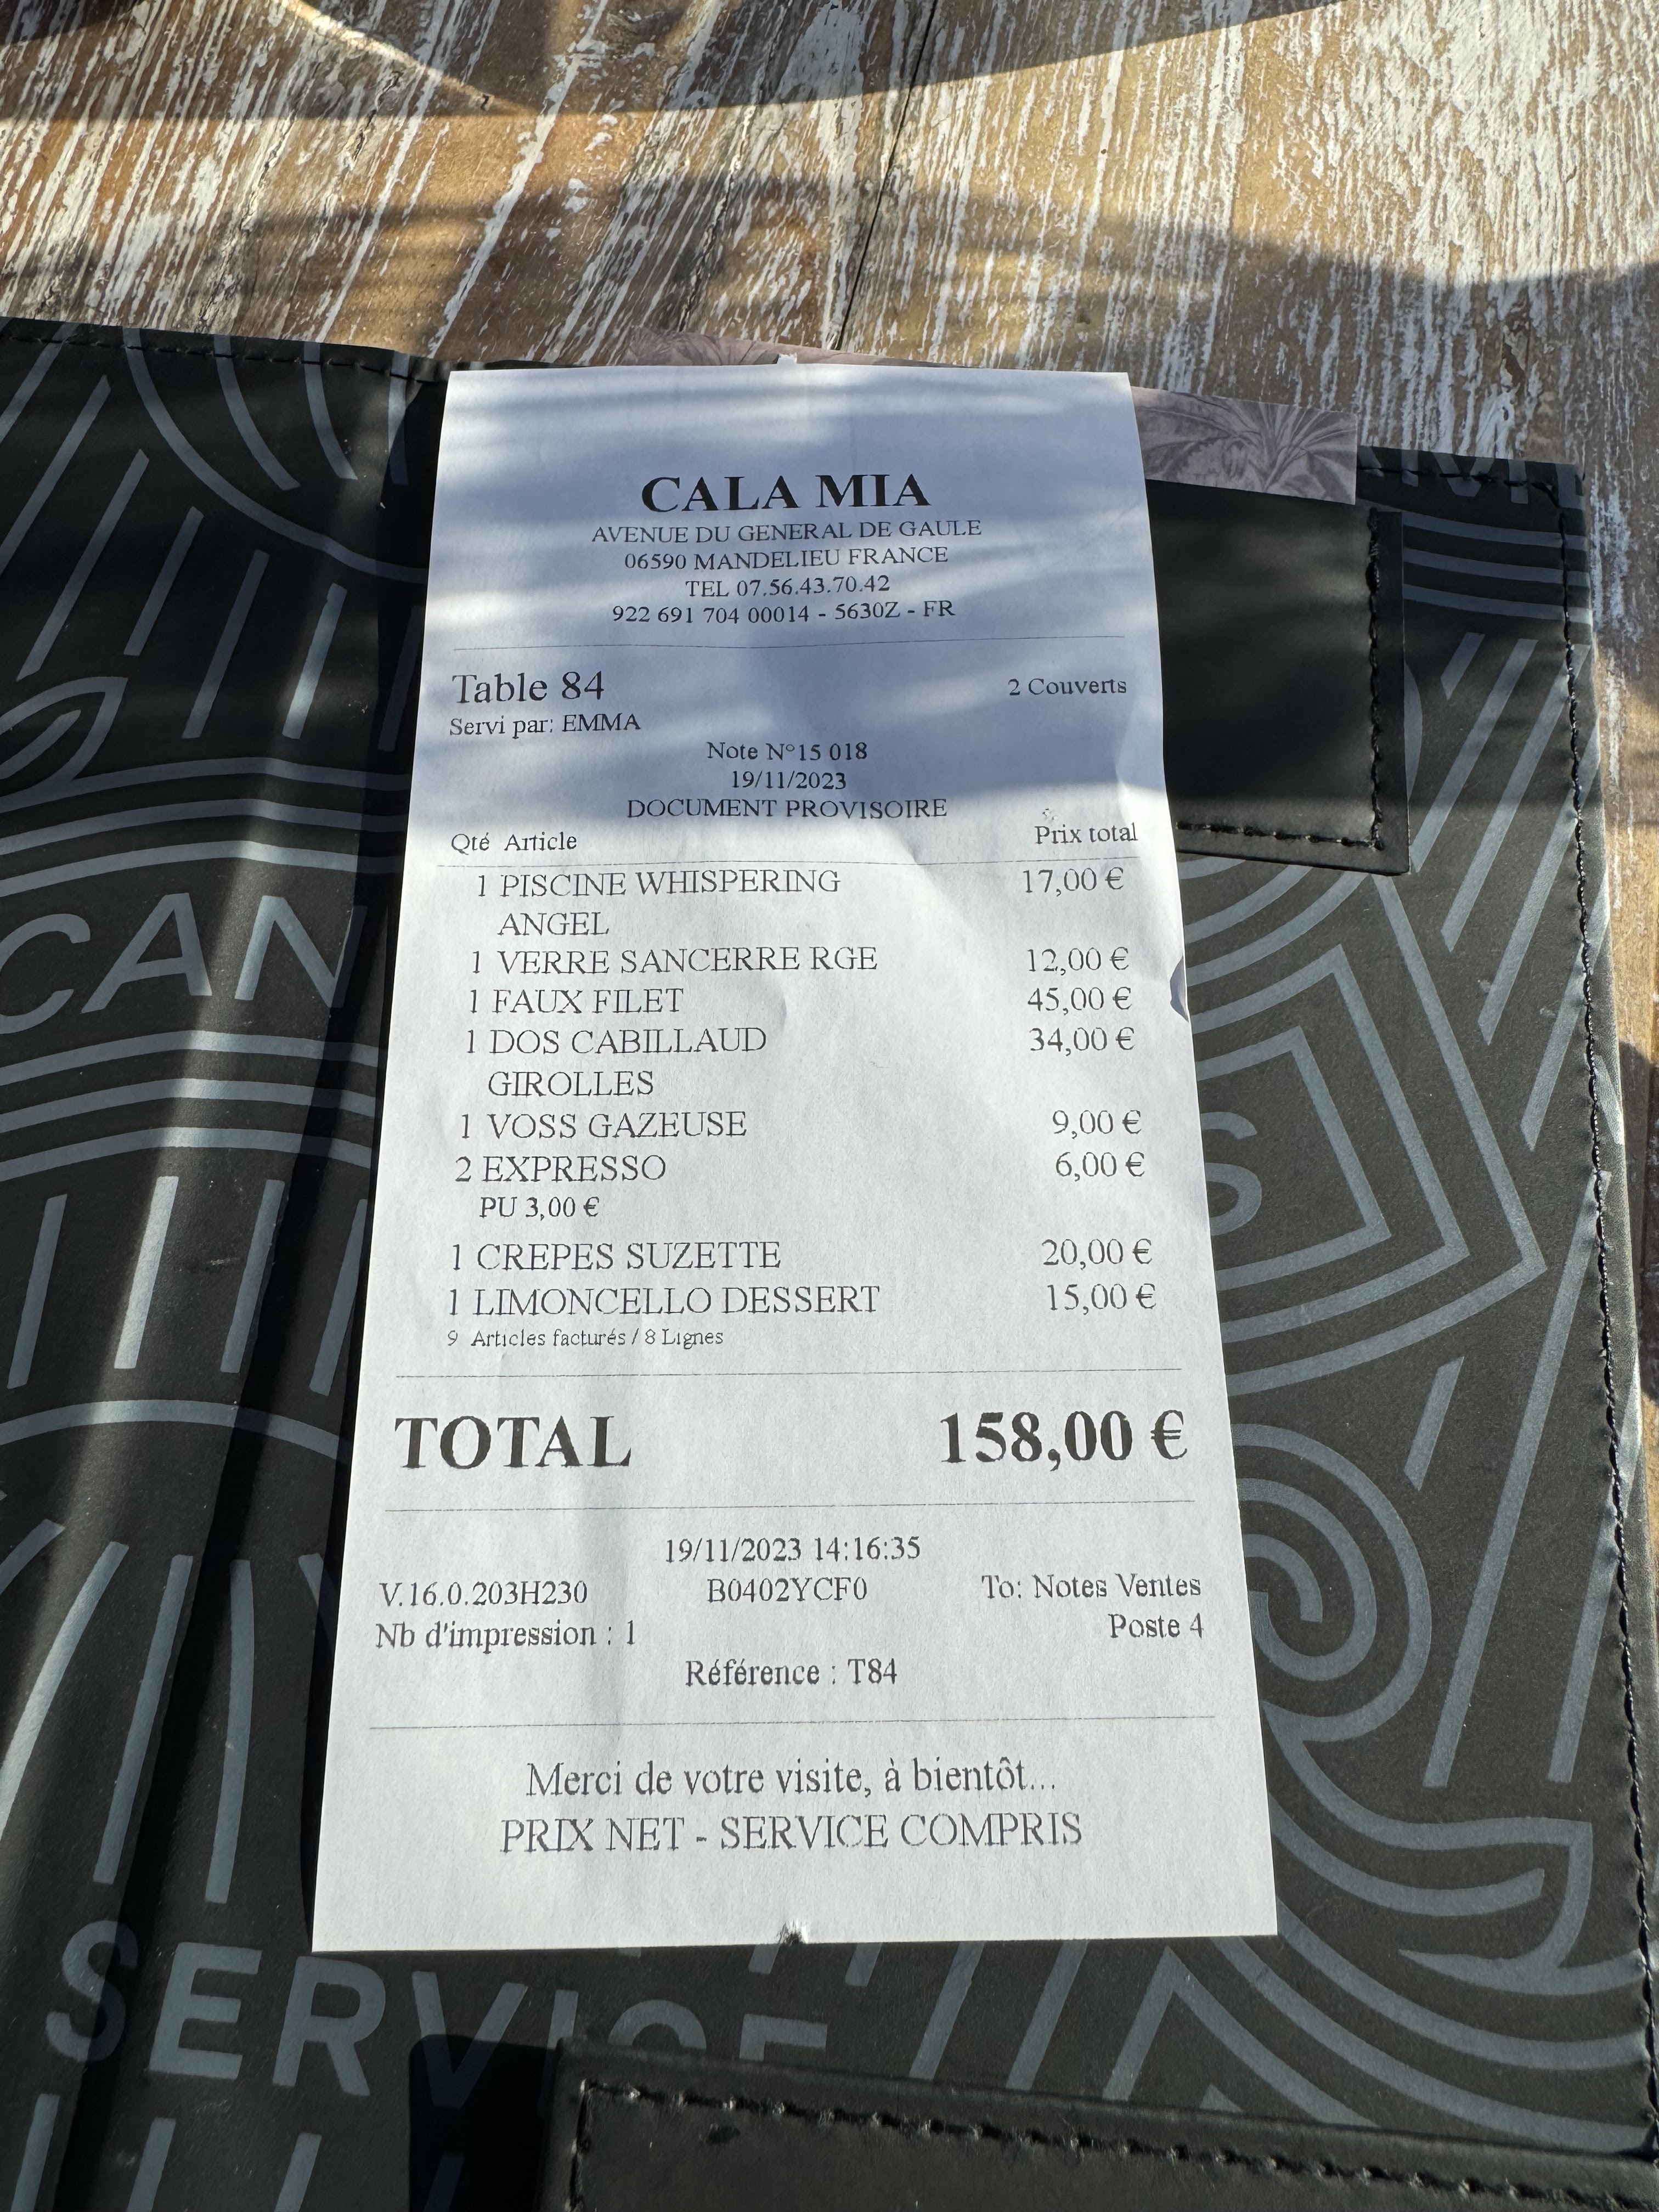 CALA MIA
AVENUE DU GENERAL DE GAULE
06590 MANDELIEU FRANCE
TEL 07.56.43.70.42
922 691 704 00014 - 5630Z - FR
Table 84 2 Couverts
Servi par: EMMA
Note N°15 018
19/11/2023
DOCUMENT PROVISOIRE
Qté Article Prix total
1 PISCINE WHISPERING 17,00 €
ANGEL
1 VERRE SANCERRE RGE 12,00 €
1 FAUX FILET 45,00 €
1 DOS CABILLAUD 34,00 €
GIROLLES
1 VOSS GAZEUSE 9,00 €
2 EXPRESSO 6,00 €
PU 3,00 €
1 CREPES SUZETTE 20,00 €
1 LIMONCELLO DESSERT 15,00 €
9 Articles facturés / 8 Lignes
TOTAL 158,00 €
19/11/2023 14:16:35
V.16.0.203H230 B0402YCF0 To: Notes Ventes
Nb d'impression : 1 Poste 4
Référence : T84
Merci de votre visite, à bientôt...
PRIX NET - SERVICE COMPRIS
CAN
S
SERVICE